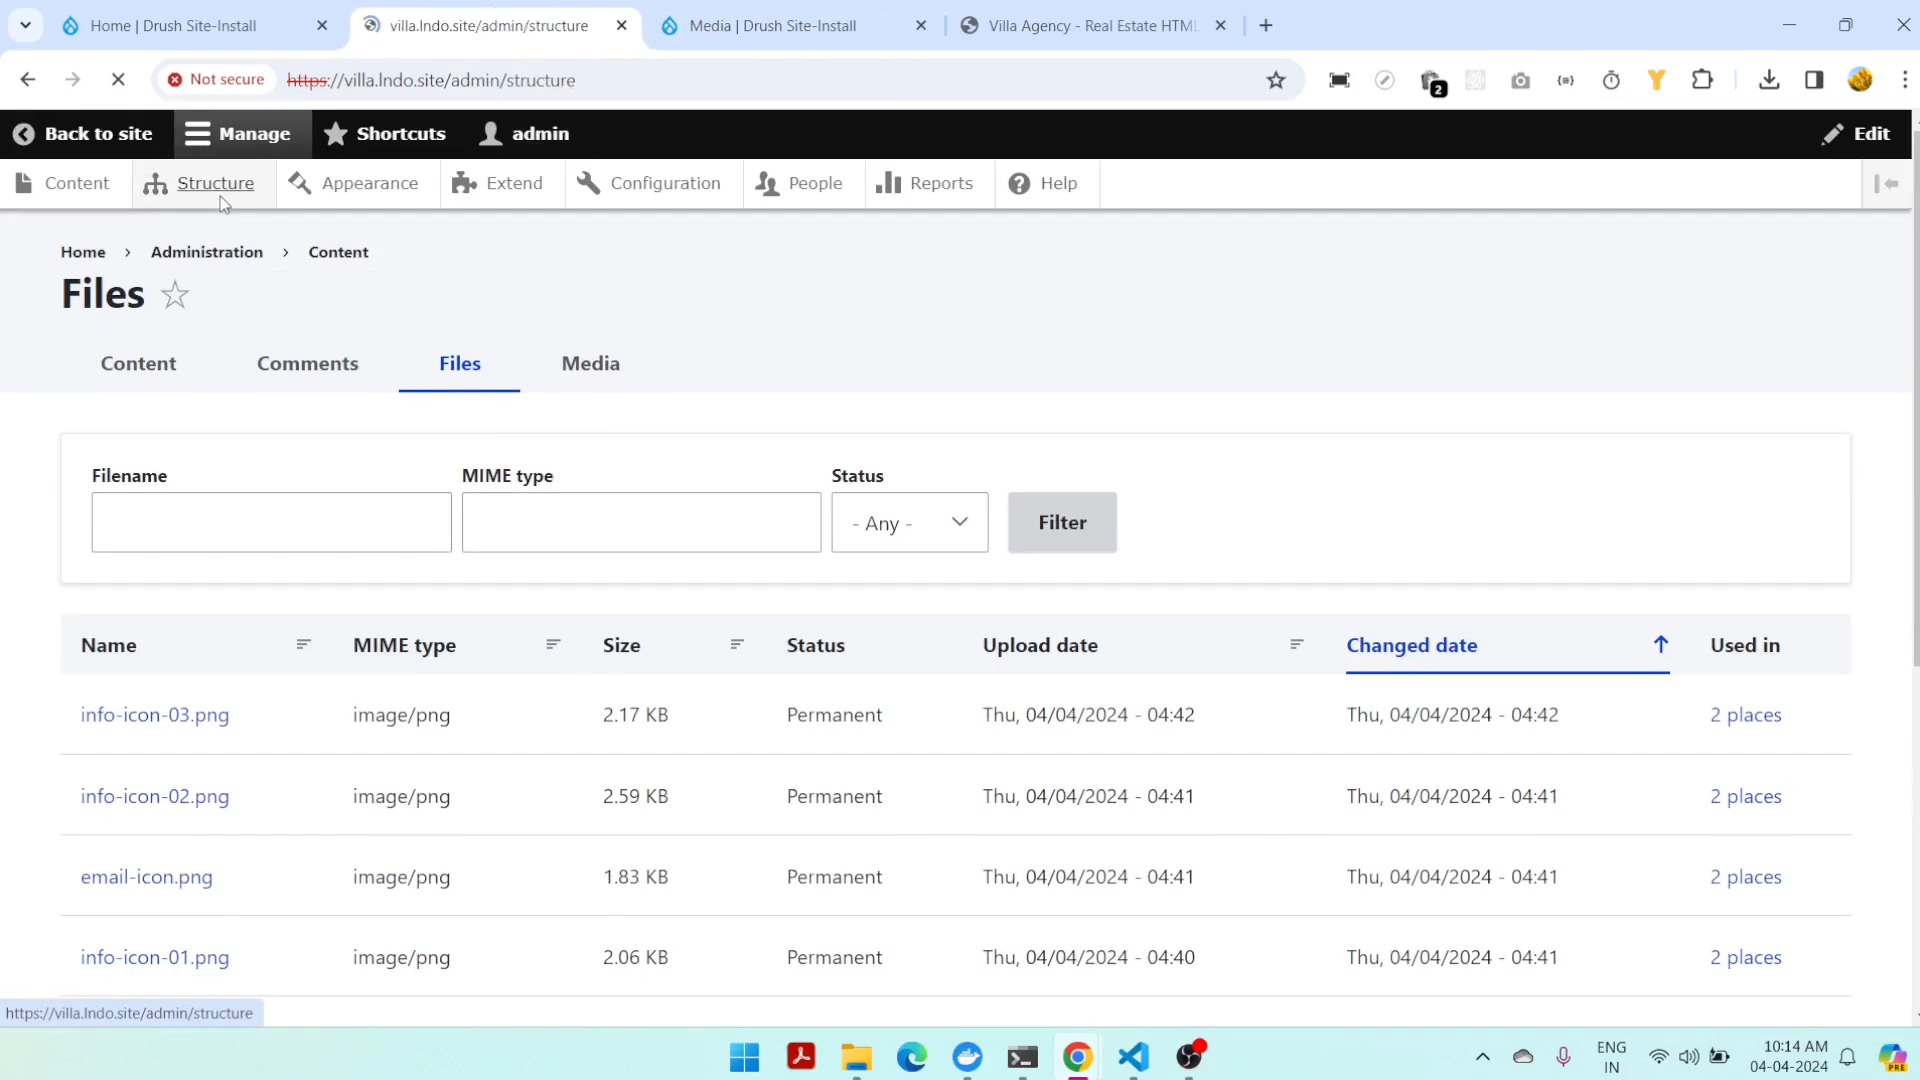 Home | Drush Site-Install
villa.lndo.site/admin/structure
Media | Drush Site-Install
Villa Agency - Real Estate HTML
Not secure
https://villa.lndo.site/admin/structure
2
Back to site
Manage
Shortcuts
admin
Edit
Content
Structure
Appearance
Extend
Configuration
People
Reports
Help
Home › Administration › Content
Files
Content
Comments
Files
Media
Filename
MIME type
Status
- Any -
Filter
Name
MIME type
Size
Status
Upload date
Changed date
Used in
info-icon-03.png
image/png
2.17 KB
Permanent
Thu, 04/04/2024 - 04:42
Thu, 04/04/2024 - 04:42
2 places
info-icon-02.png
image/png
2.59 KB
Permanent
Thu, 04/04/2024 - 04:41
Thu, 04/04/2024 - 04:41
2 places
email-icon.png
image/png
1.83 KB
Permanent
Thu, 04/04/2024 - 04:41
Thu, 04/04/2024 - 04:41
2 places
info-icon-01.png
image/png
2.06 KB
Permanent
Thu, 04/04/2024 - 04:40
Thu, 04/04/2024 - 04:41
2 places
https://villa.lndo.site/admin/structure
ENG
IN
10:14 AM
04-04-2024
PRE